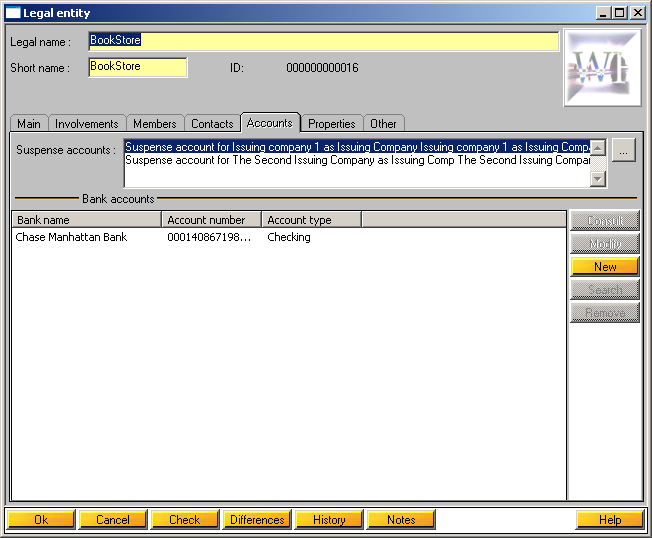 Legal entity
Legal name :
BookStore
Short name :
BookStore
ID:
000000000016
Main
Involvements
Members
Contacts
Accounts
Properties
Other
Suspense accounts :
Suspense account for Issuing company 1 as Issuing Company Issuing company 1 as Issuing Comp
Suspense account for The Second Issuing Company as Issuing Comp The Second Issuing Compar
...
Bank accounts
Bank name
Account number
Account type
Chase Manhattan Bank
000140867198...
Checking
Consult
Modify
New
Search
Remove
Ok
Cancel
Check
Differences
History
Notes
Help